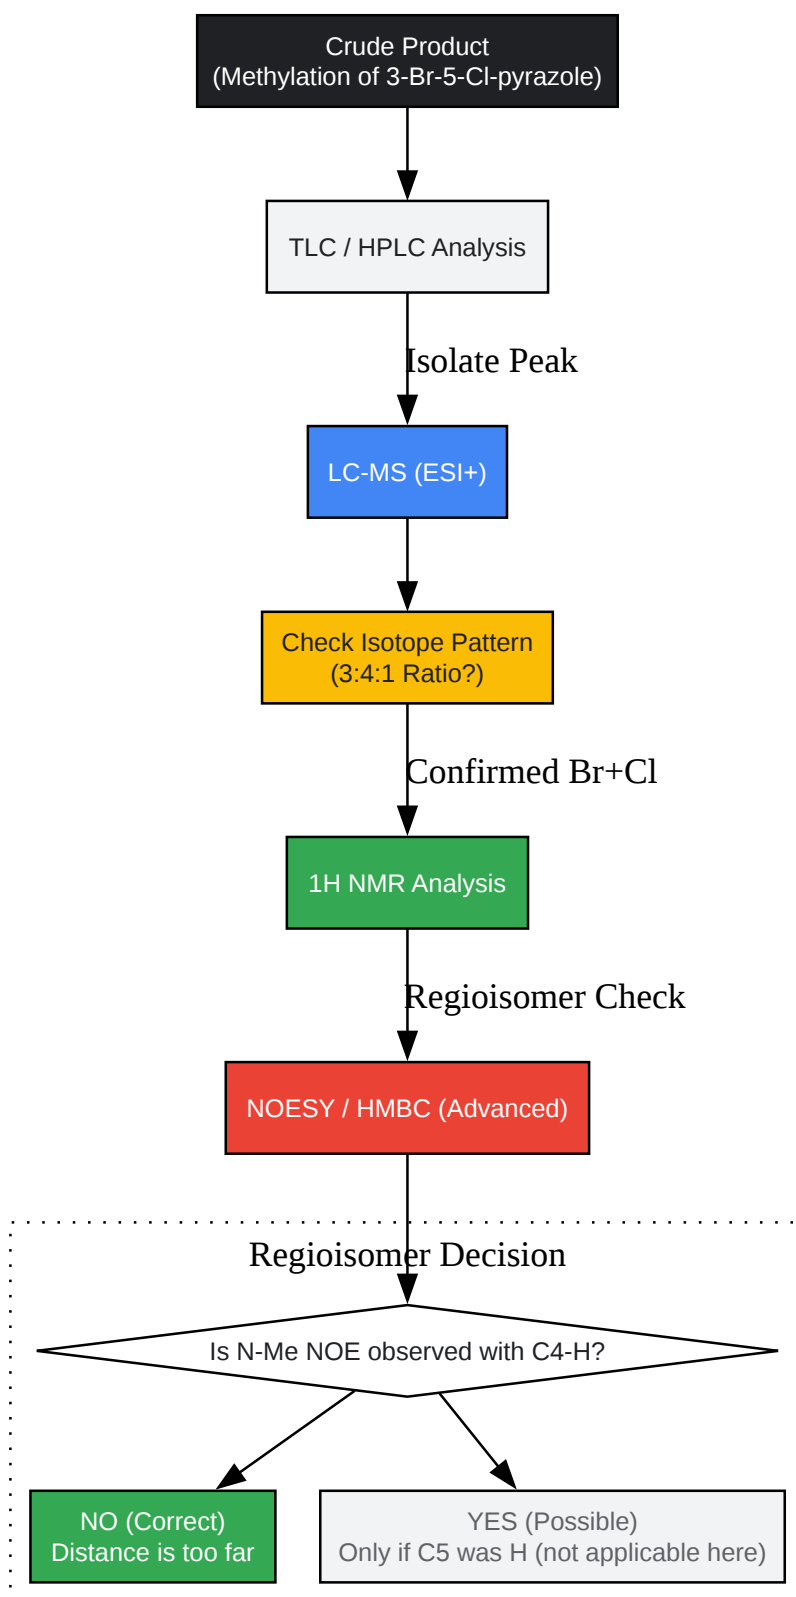 Crude Product
(Methylation of 3-Br-5-Cl-pyrazole)
TLC / HPLC Analysis
Isolate Peak
LC-MS (ESI+)
Check Isotope Pattern
(3:4:1 Ratio?)
Confirmed Br+Cl
1H NMR Analysis
Regioisomer Check
NOESY / HMBC (Advanced)
Regioisomer Decision
Is N-Me NOE observed with C4-H?
NO (Correct)
Distance is too far
YES (Possible)
Only if C5 was H (not applicable here)